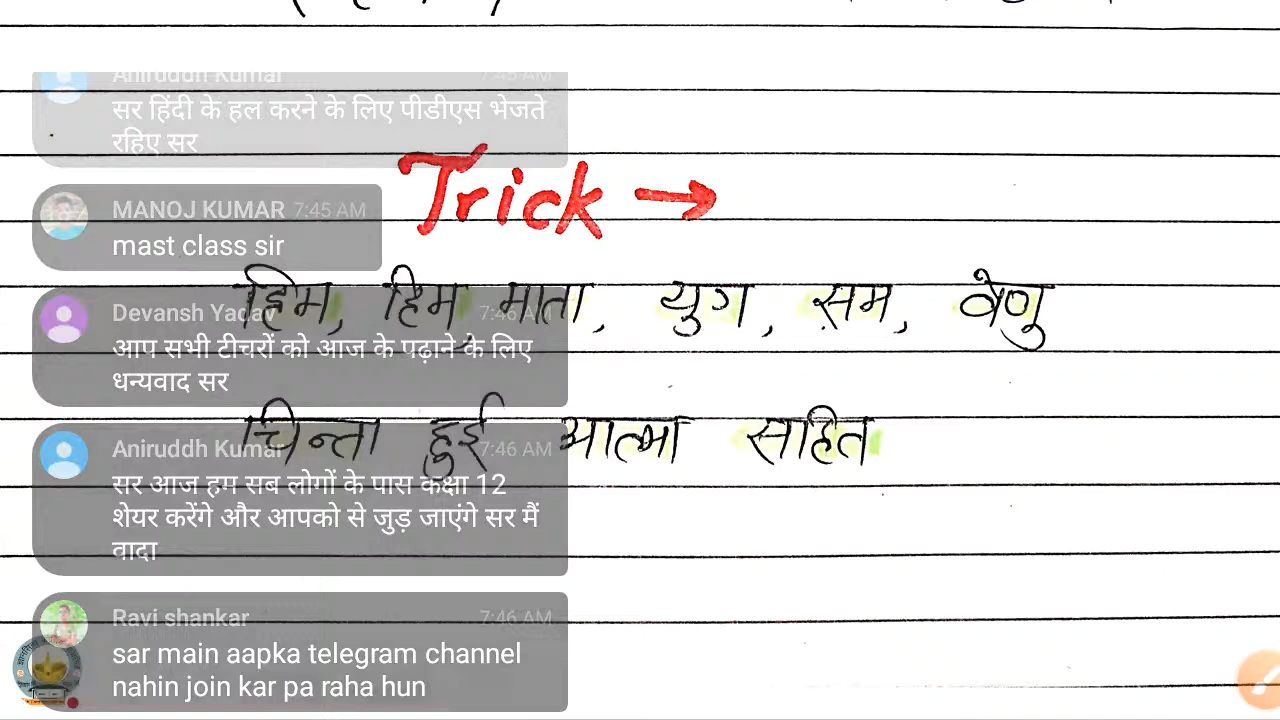 Aniruddh Kumar 7:45 AM
सर हिंदी के हल करने के लिए पीडीएस भेजते
रहिए सर
Trick →
MANOJ KUMAR 7:45 AM
mast class sir
हिम, हिम, माता, युग, सम, वेणु
Devansh Yadav 7:46 AM
आप सभी टीचरों को आज के पढ़ाने के लिए
धन्यवाद सर
चिन्ता हुई आत्मा सहित
Aniruddh Kumar 7:46 AM
सर आज हम सब लोगों के पास कक्षा 12
शेयर करेंगे और आपको से जुड़ जाएंगे सर मैं
वादा
Ravi shankar 7:46 AM
sar main aapka telegram channel
nahin join kar pa raha hun